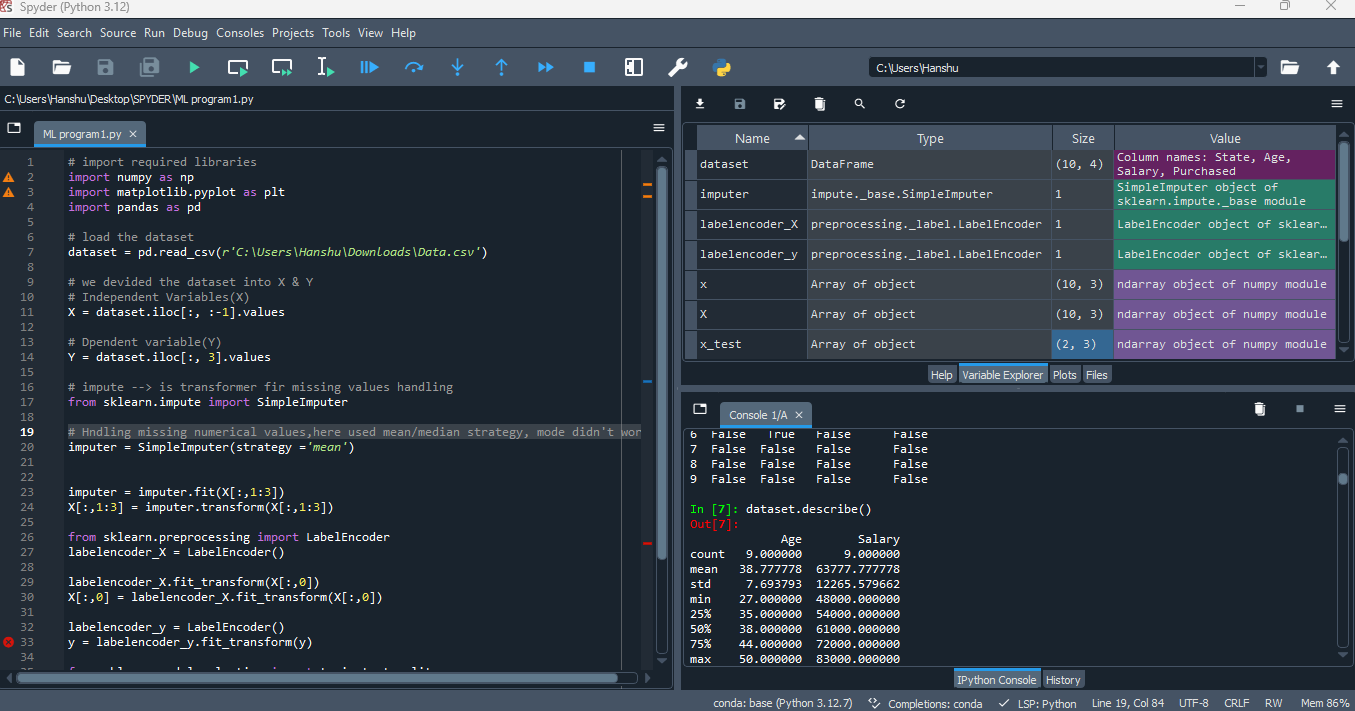 Spyder (Python 3.12)
File Edit Search Source Run Debug Consoles Projects Tools View Help
C:\Users\Hanshu
C:\Users\Hanshu\Desktop\SPYDER\ML program1.py
ML program1.py
1 # import required libraries
2 import numpy as np
3 import matplotlib.pyplot as plt
4 import pandas as pd
5
6 # load the dataset
7 dataset = pd.read_csv(r'C:\Users\Hanshu\Downloads\Data.csv')
8
9 # we devided the dataset into X & Y
10 # Independent Variables(X)
11 X = dataset.iloc[:, :-1].values
12
13 # Dpendent variable(Y)
14 Y = dataset.iloc[:, 3].values
15
16 # impute --> is transformer fir missing values handling
17 from sklearn.impute import SimpleImputer
18
19 # Hndling missing numerical values,here used mean/median strategy, mode didn't wor
20 imputer = SimpleImputer(strategy ='mean')
21
22
23 imputer = imputer.fit(X[:,1:3])
24 X[:,1:3] = imputer.transform(X[:,1:3])
25
26 from sklearn.preprocessing import LabelEncoder
27 labelencoder_X = LabelEncoder()
28
29 labelencoder_X.fit_transform(X[:,0])
30 X[:,0] = labelencoder_X.fit_transform(X[:,0])
31
32 labelencoder_y = LabelEncoder()
33 y = labelencoder_y.fit_transform(y)
34
Name Type Size Value
dataset DataFrame (10, 4) Column names: State, Age,
Salary, Purchased
imputer impute._base.SimpleImputer 1 SimpleImputer object of
sklearn.impute._base module
labelencoder_X preprocessing._label.LabelEncoder 1 LabelEncoder object of sklear…
labelencoder_y preprocessing._label.LabelEncoder 1 LabelEncoder object of sklear…
x Array of object (10, 3) ndarray object of numpy module
X Array of object (10, 3) ndarray object of numpy module
x_test Array of object (2, 3) ndarray object of numpy module
Help Variable Explorer Plots Files
Console 1/A
6 False True False False
7 False False False False
8 False False False False
9 False False False False
In [7]: dataset.describe()
Out[7]:
Age Salary
count 9.000000 9.000000
mean 38.777778 63777.777778
std 7.693793 12265.579662
min 27.000000 48000.000000
25% 35.000000 54000.000000
50% 38.000000 61000.000000
75% 44.000000 72000.000000
max 50.000000 83000.000000
IPython Console History
conda: base (Python 3.12.7) Completions: conda LSP: Python Line 19, Col 84 UTF-8 CRLF RW Mem 86%